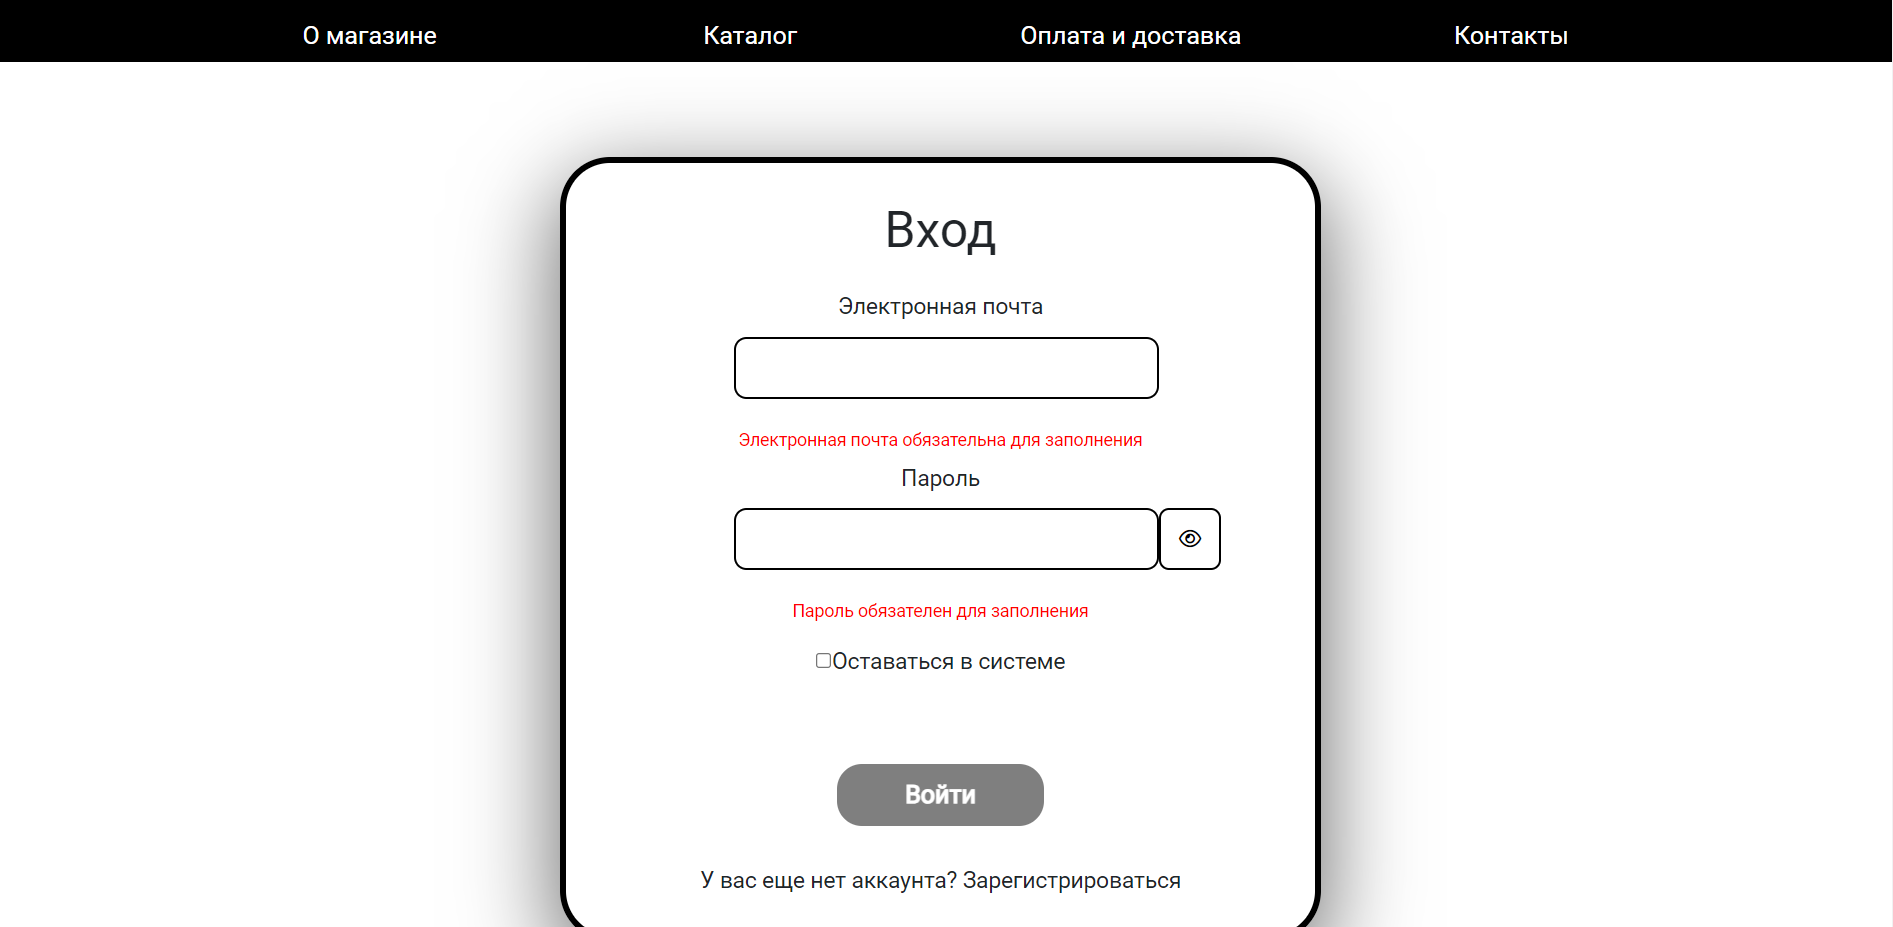 О магазине Каталог Оплата и доставка Контакты
Вход
Электронная почта
Электронная почта обязательна для заполнения
Пароль
Пароль обязателен для заполнения
Оставаться в системе
Войти
У вас еще нет аккаунта? Зарегистрироваться